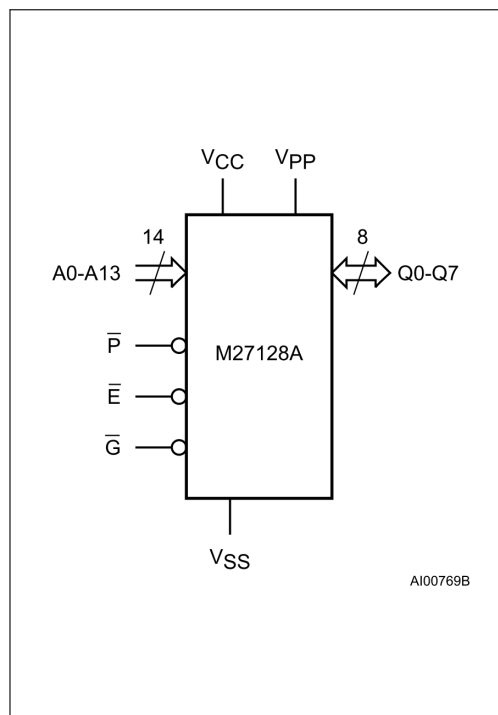 VCC VPP
14 8
A0-A13 Q0-Q7
P̅
M27128A
E̅
G̅
VSS
AI00769B